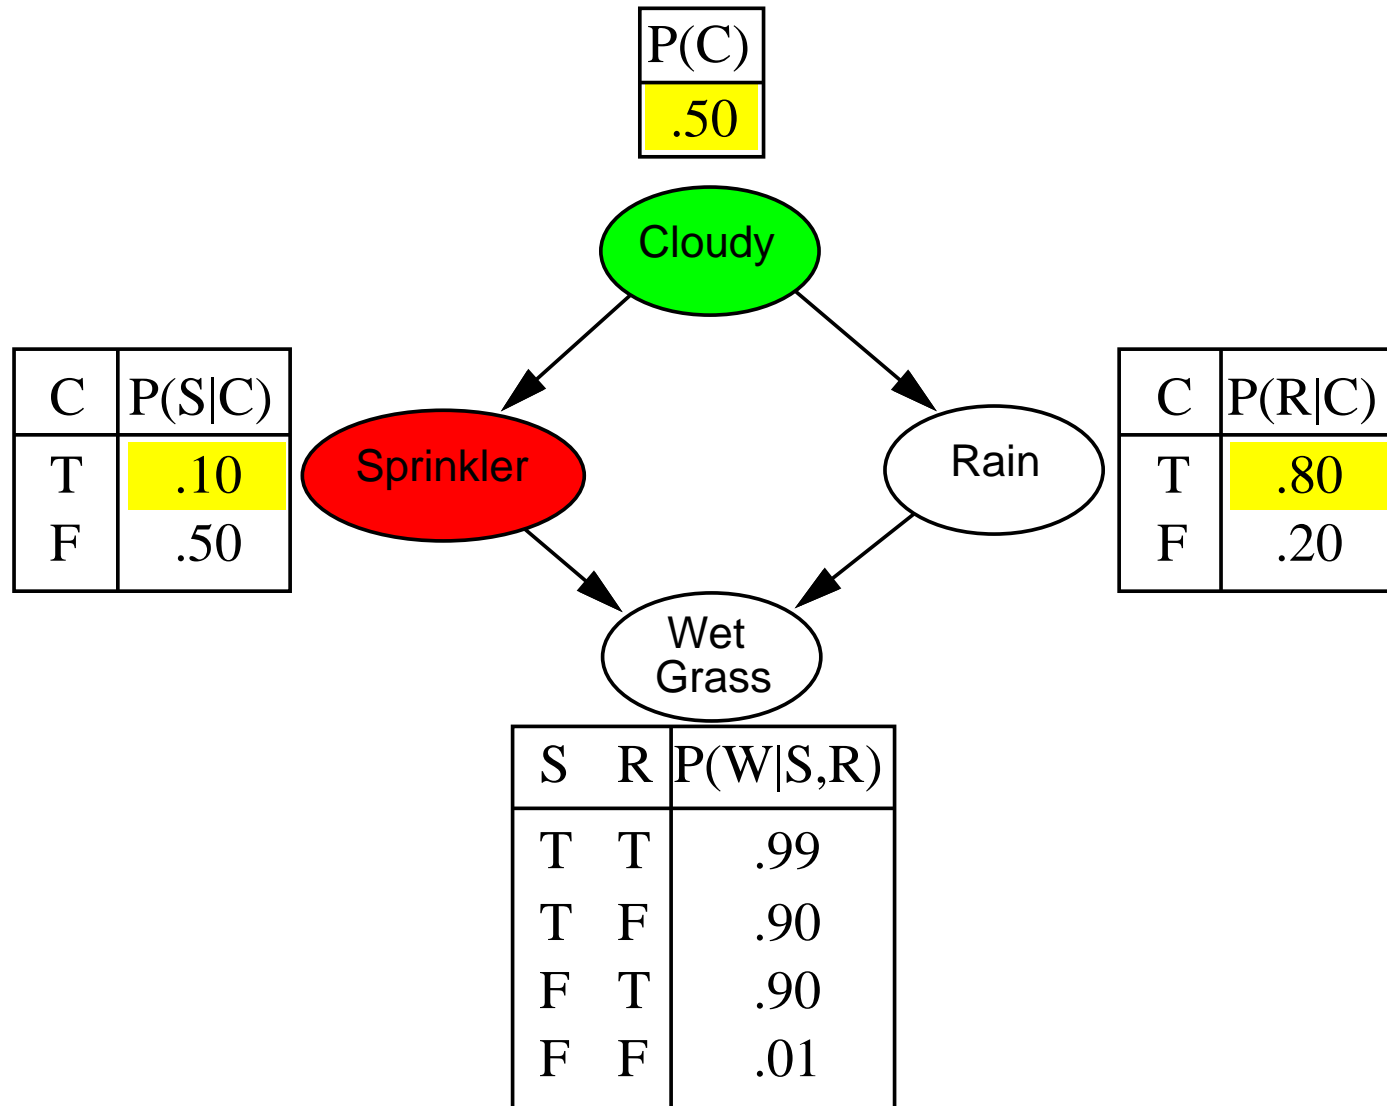 P(C)
.50
Cloudy
C P(S|C)
T .10
F .50
Sprinkler
Rain
C P(R|C)
T .80
F .20
Wet
Grass
S R P(W|S,R)
T T .99
T F .90
F T .90
F F .01